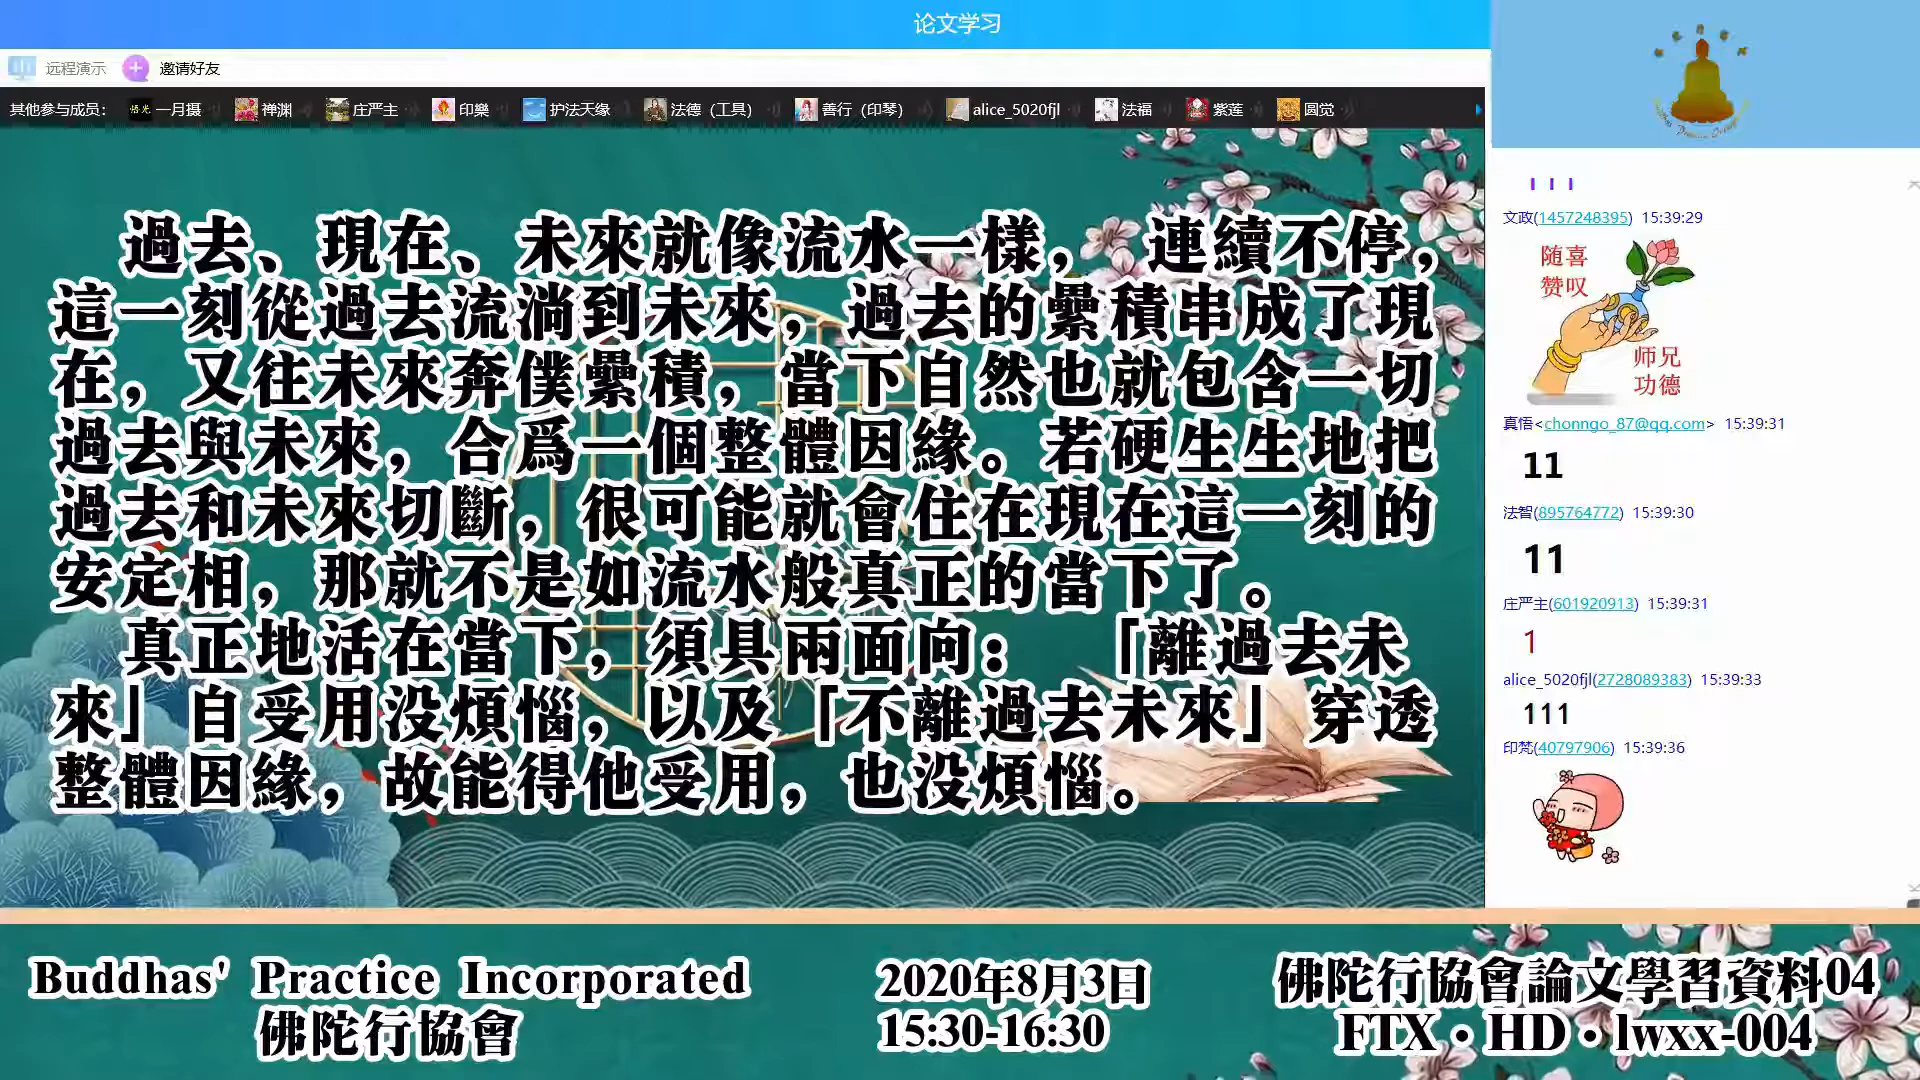 论文学习
远程演示 邀请好友
其他参与成员： 悟光 一月摄 禅渊 庄严主 印樂 护法天缘 法德（工具） 善行（印琴） alice_5020fjl 法福 紫莲 圆觉
過去、現在、未來就像流水一樣， 連續不停，
這一刻從過去流淌到未來，過去的纍積串成了現
在，又往未來奔僕纍積，當下自然也就包含一切
過去與未來，合爲一個整體因緣。若硬生生地把
過去和未來切斷，很可能就會住在現在這一刻的
安定相，那就不是如流水般真正的當下了。
真正地活在當下，須具兩面向： 「離過去未
來」自受用没煩惱，以及「不離過去未來」穿透
整體因緣，故能得他受用，也没煩惱。
文政(1457248395) 15:39:29
随喜
赞叹
师兄
功德
真悟<chonngo_87@qq.com> 15:39:31
11
法智(895764772) 15:39:30
11
庄严主(601920913) 15:39:31
1
alice_5020fjl(2728089383) 15:39:33
111
印梵(40797906) 15:39:36
Buddhas' Practice Incorporated
佛陀行協會
2020年8月3日
15:30-16:30
佛陀行協會論文學習資料04
FTX·HD·lwxx-004